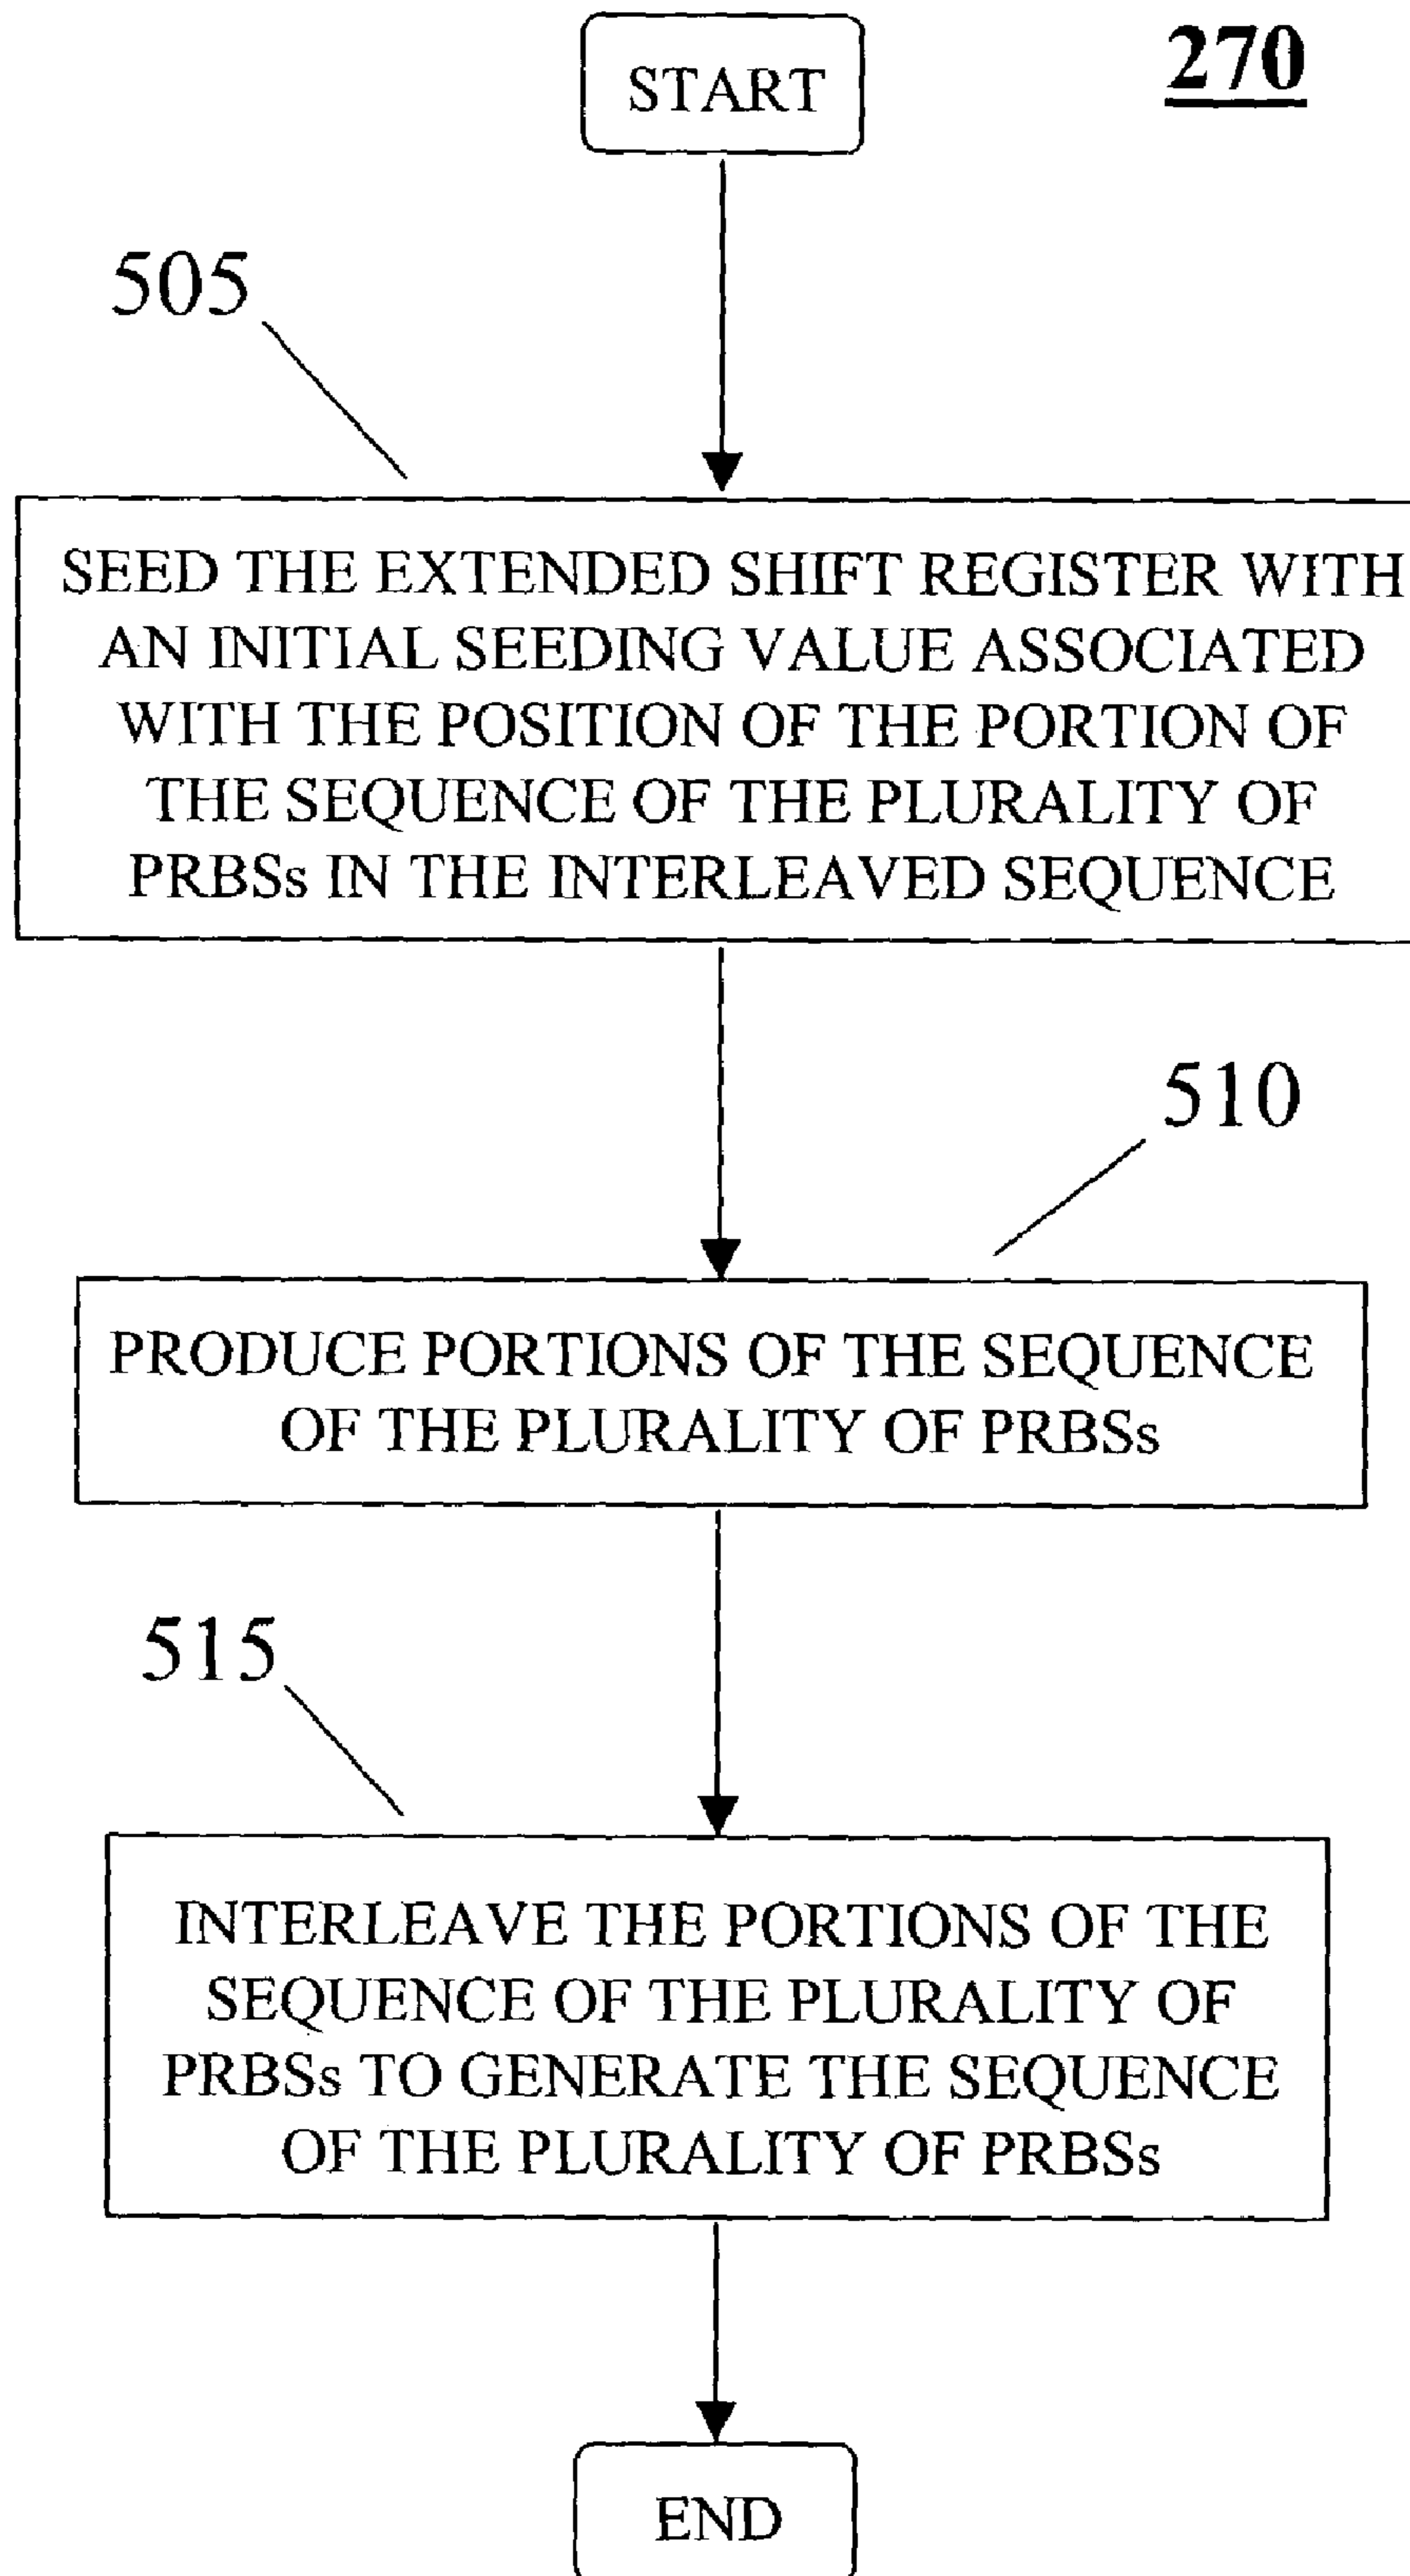 270
START
505
SEED THE EXTENDED SHIFT REGISTER WITH
AN INITIAL SEEDING VALUE ASSOCIATED
WITH THE POSITION OF THE PORTION OF
THE SEQUENCE OF THE PLURALITY OF
PRBSs IN THE INTERLEAVED SEQUENCE
510
PRODUCE PORTIONS OF THE SEQUENCE
OF THE PLURALITY OF PRBSs
515
INTERLEAVE THE PORTIONS OF THE
SEQUENCE OF THE PLURALITY OF
PRBSs TO GENERATE THE SEQUENCE
OF THE PLURALITY OF PRBSs
END